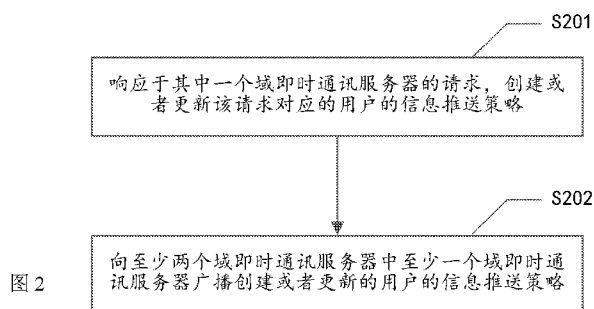 S201
响应于其中一个域即时通讯服务器的请求，创建或
者更新该请求对应的用户的信息推送策略
S202
向至少两个域即时通讯服务器中至少一个域即时通
讯服务器广播创建或者更新的用户的信息推送策略
图2